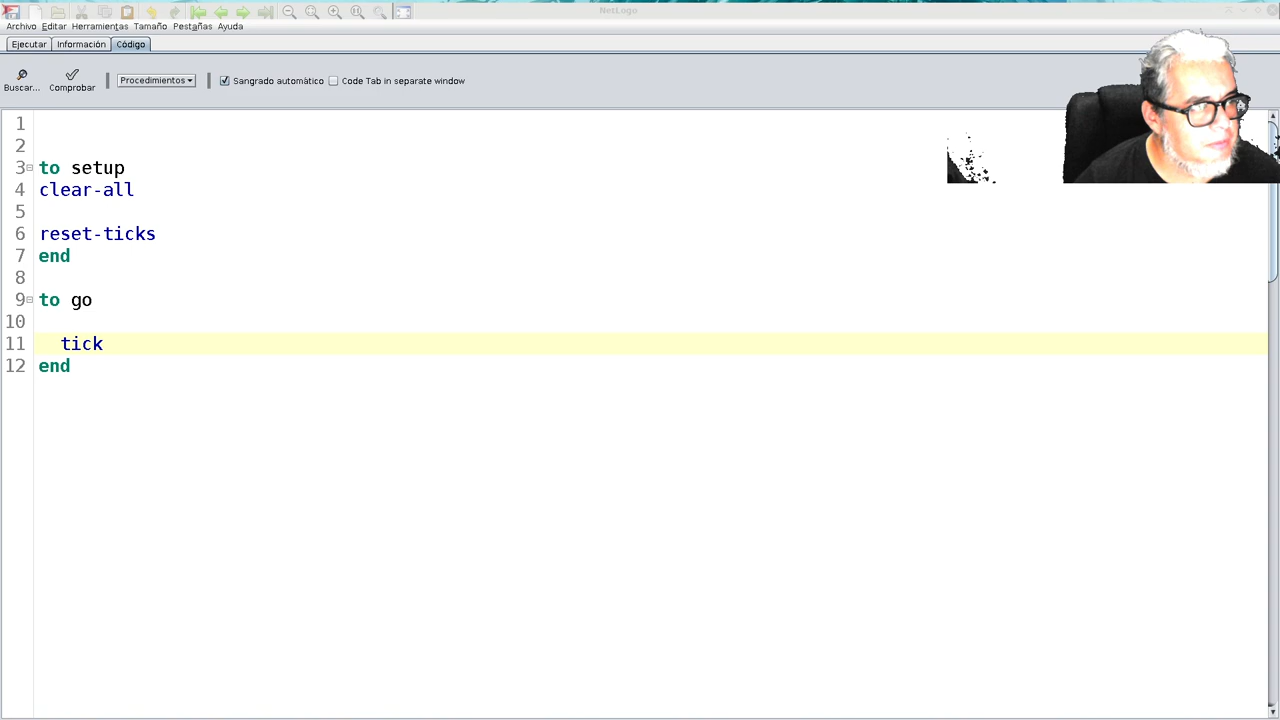 NetLogo
Archivo Editar Herramientas Tamaño Pestañas Ayuda
Ejecutar Información Código
Buscar... Comprobar Procedimientos Sangrado automático Code Tab in separate window
1
2
3 to setup
4 clear-all
5
6 reset-ticks
7 end
8
9 to go
10
11 tick
12 end